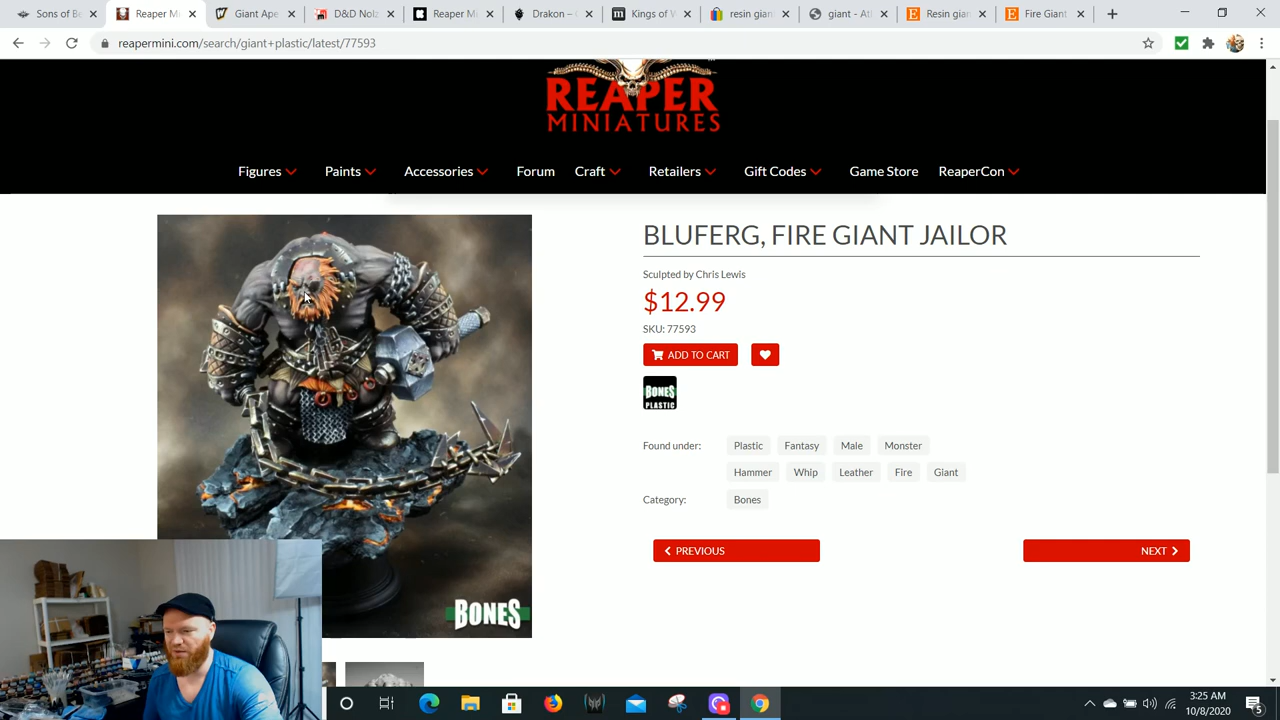 Sons of B
Reaper M
Giant Ape
D&D Nolz
Reaper M
Drakon –
Kings of W
resin gian
giant - Atl
Resin gian
Fire Giant
reapermini.com/search/giant+plastic/latest/77593
REAPER
MINIATURES
Figures Paints Accessories Forum Craft Retailers Gift Codes Game Store ReaperCon
BLUFERG, FIRE GIANT JAILOR
Sculpted by Chris Lewis
$12.99
SKU: 77593
ADD TO CART
BONES
PLASTIC
Found under: Plastic Fantasy Male Monster
Hammer Whip Leather Fire Giant
Category: Bones
PREVIOUS NEXT
BONES
3:25 AM
10/8/2020
5